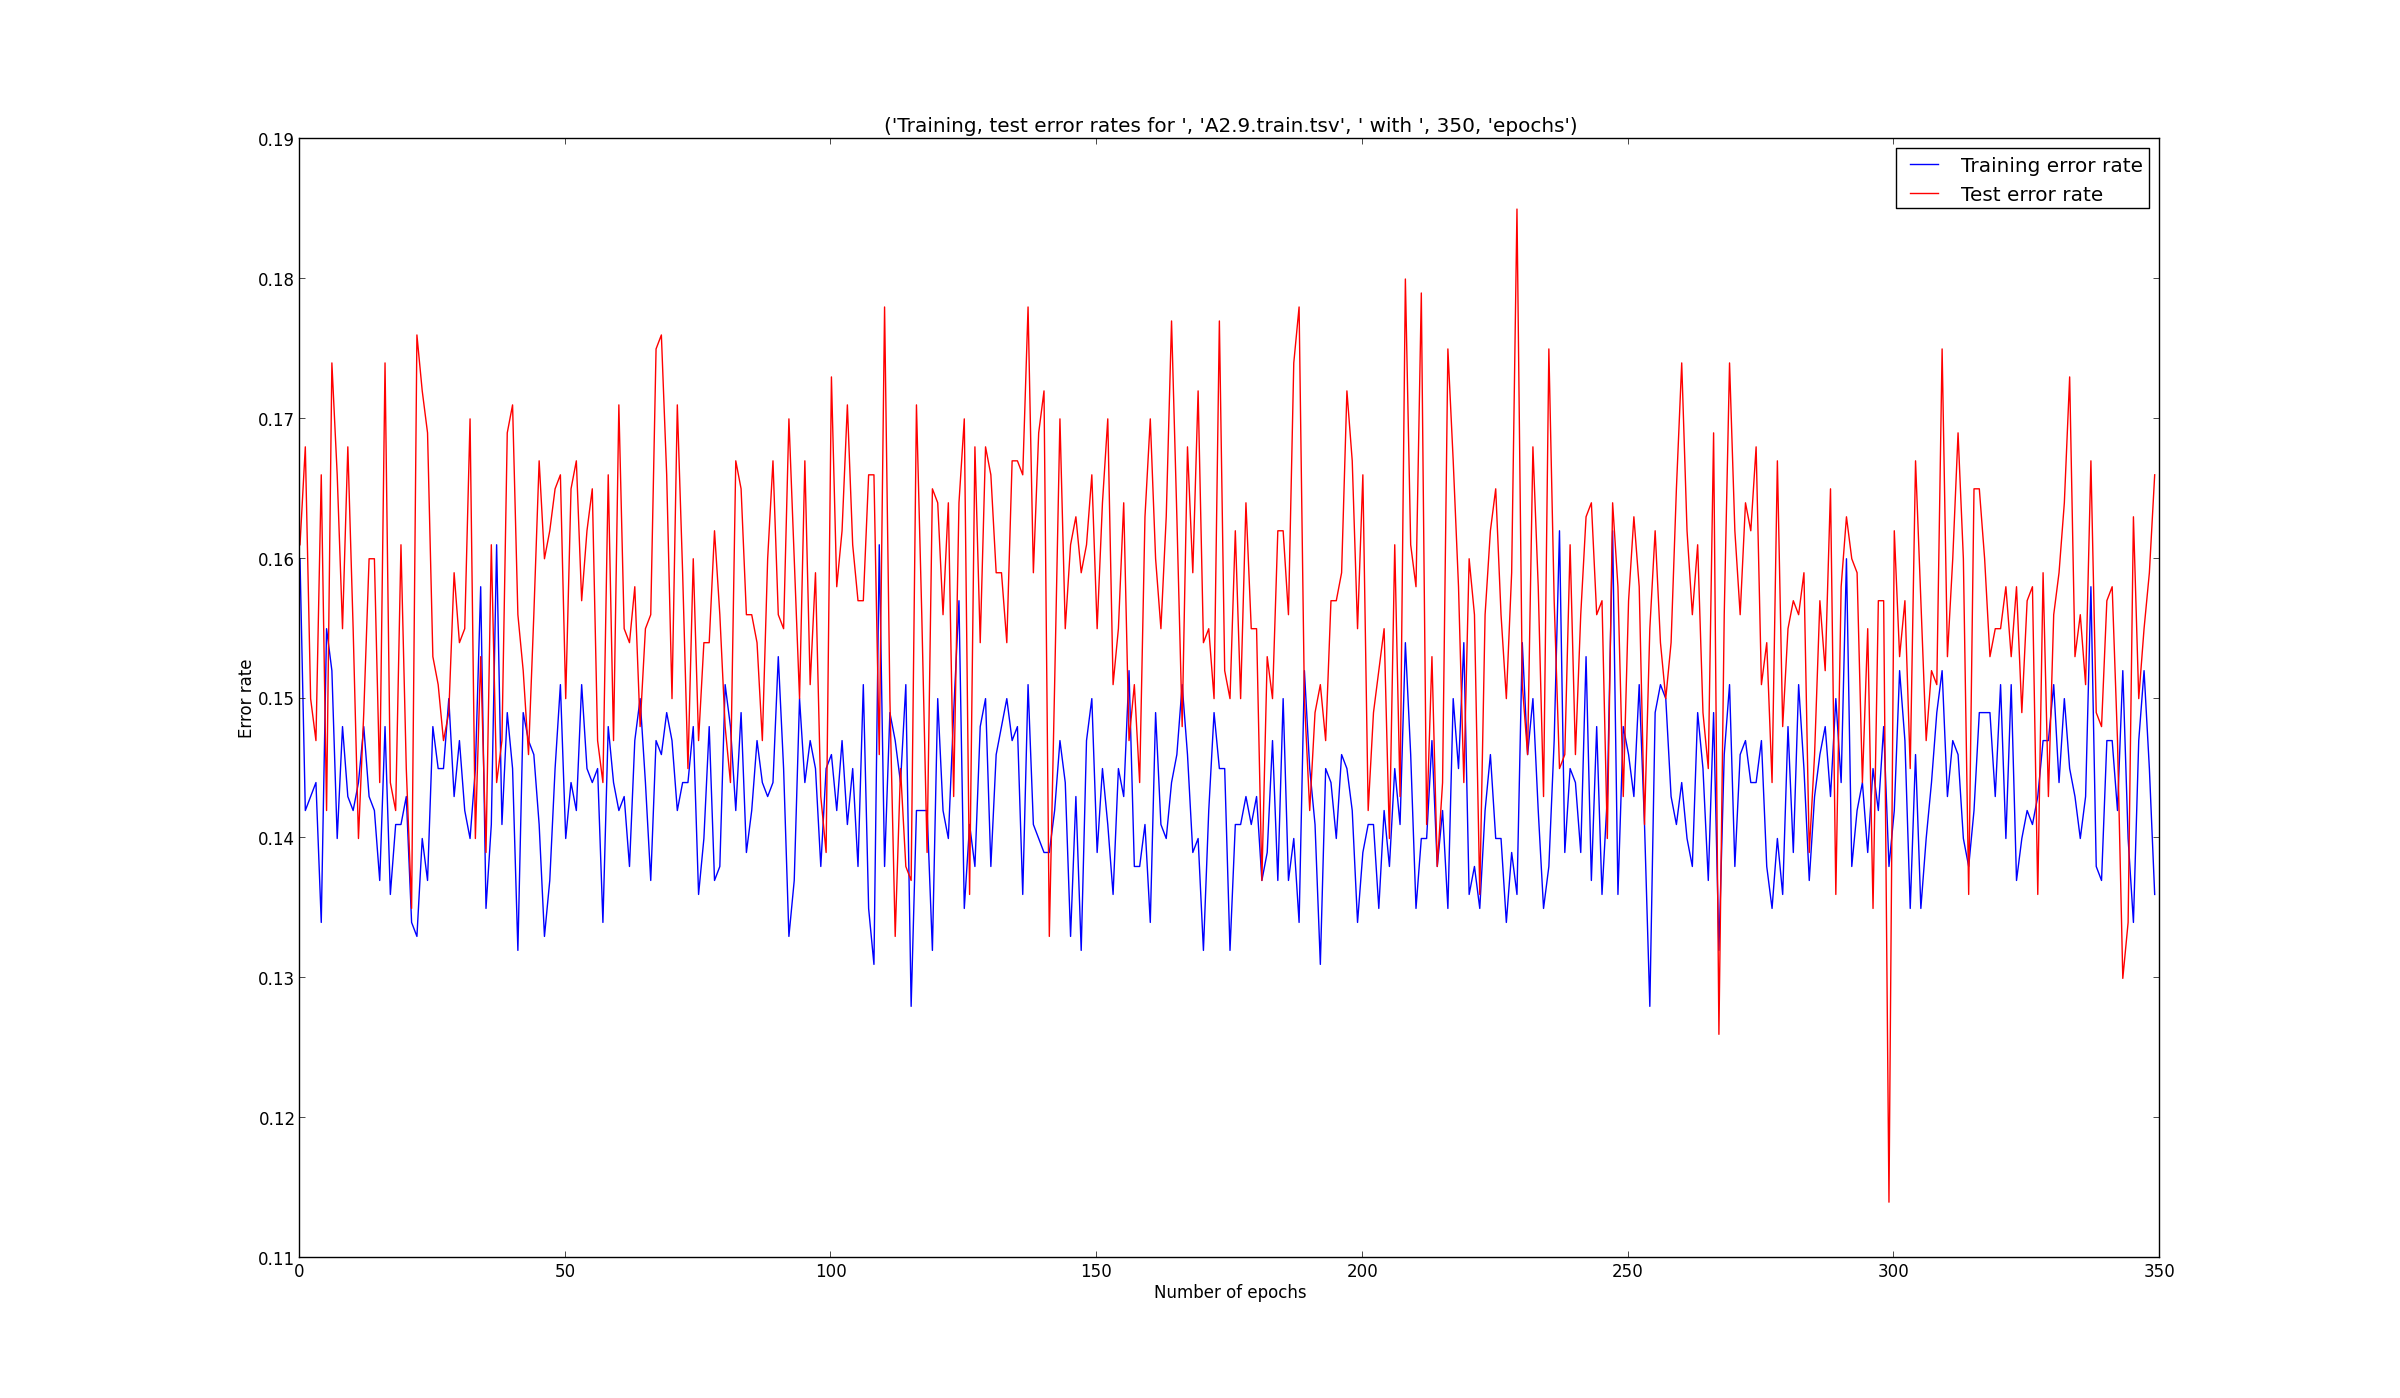 ('Training, test error rates for ', 'A2.9.train.tsv', ' with ', 350, 'epochs')
Training error rate
Test error rate
0.19
0.18
0.17
0.16
0.15
0.14
0.13
0.12
0.11
Error rate
0 50 100 150 200 250 300 350
Number of epochs